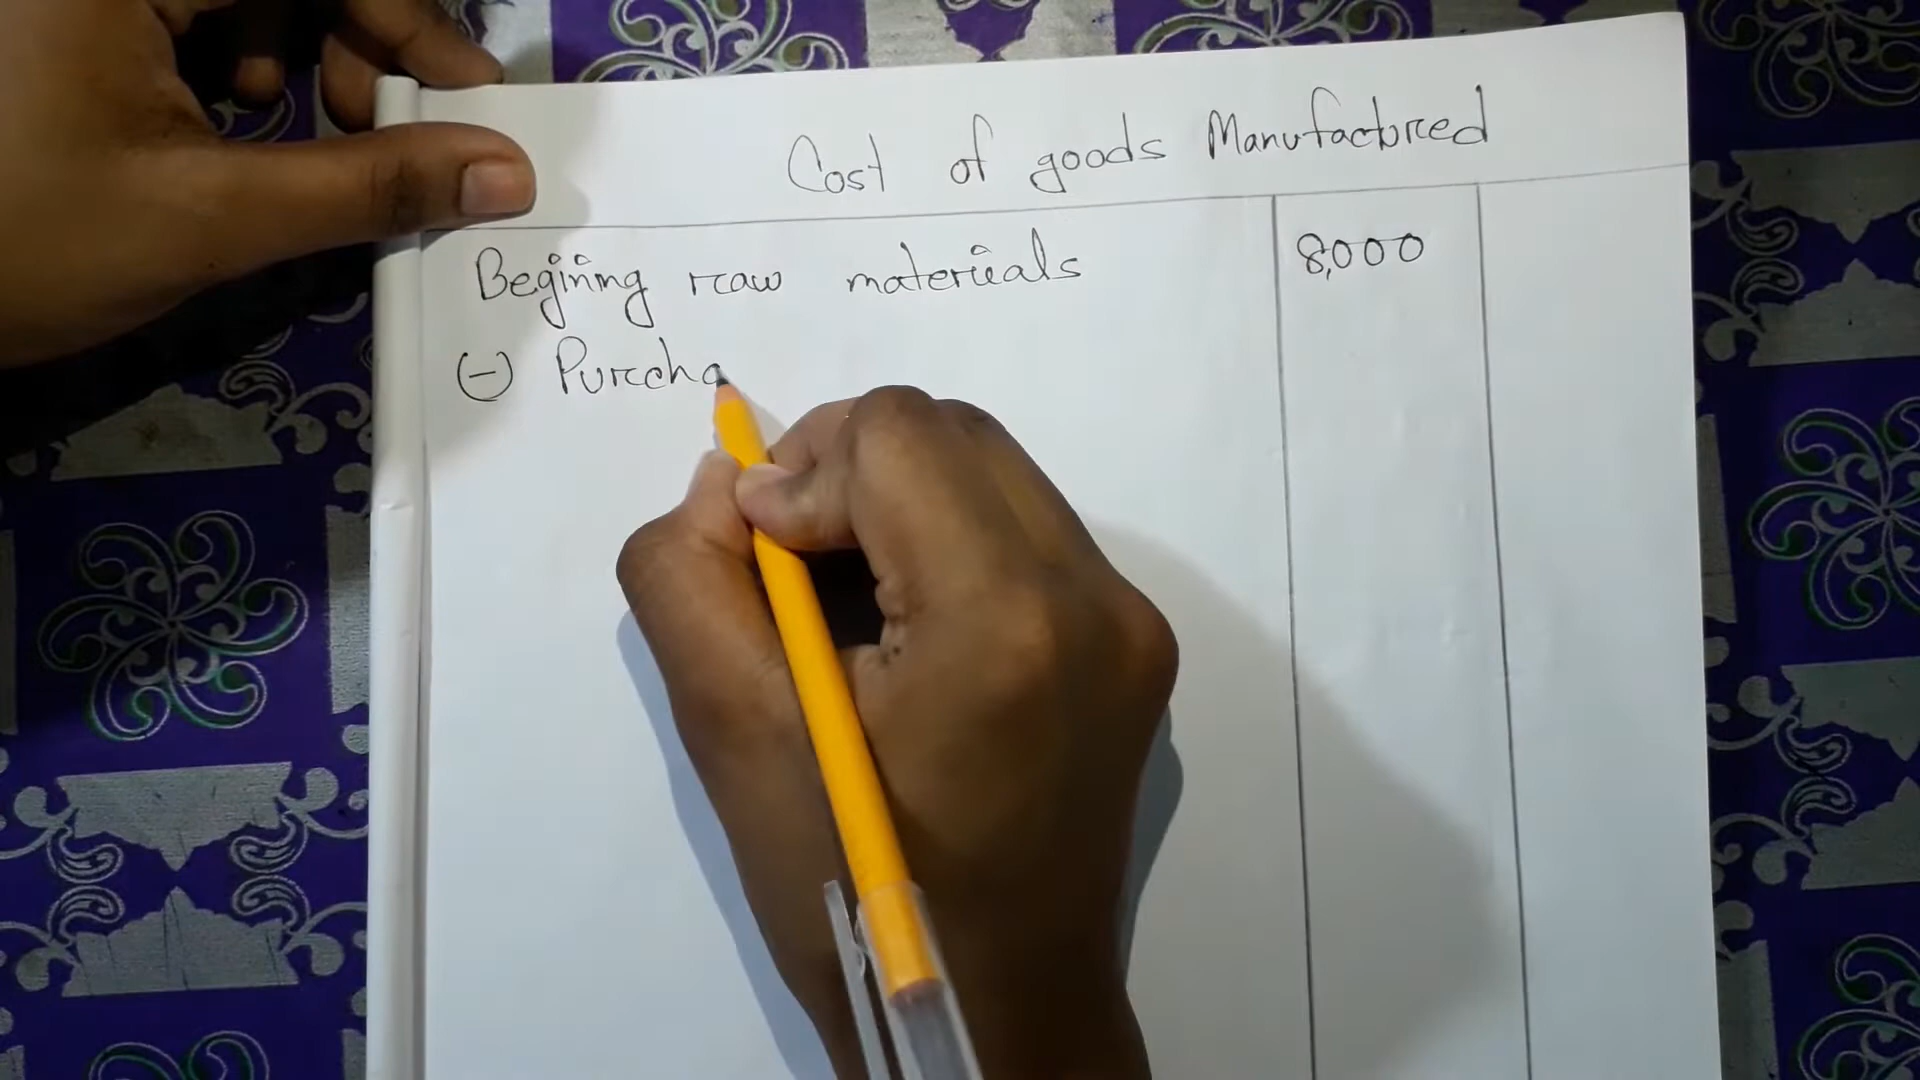 Cost of goods Manufactured
Begining raw materials 8,000
(-) Purcha